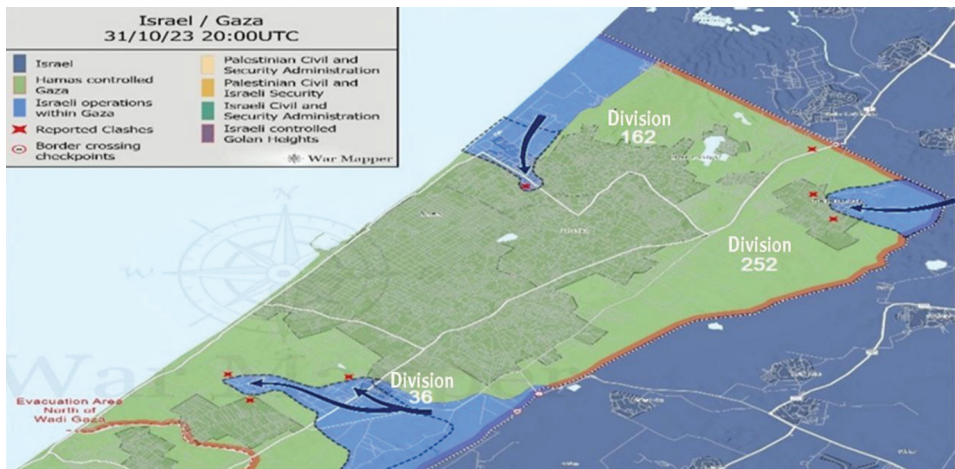 Israel / Gaza
31/10/23 20:00UTC
Israel
Hamas controlled
Gaza
Israeli operations
within Gaza
Reported Clashes
Border crossing
checkpoints
Palestinian Civil and
Security Administration
Palestinian Civil and
Israeli Security
Israeli Civil and
Security Administration
Israeli controlled
Golan Heights
War Mapper
Division
162
Division
252
N
W
War Mapper
Division
36
Evacuation Area
North of
Wadi Gaza